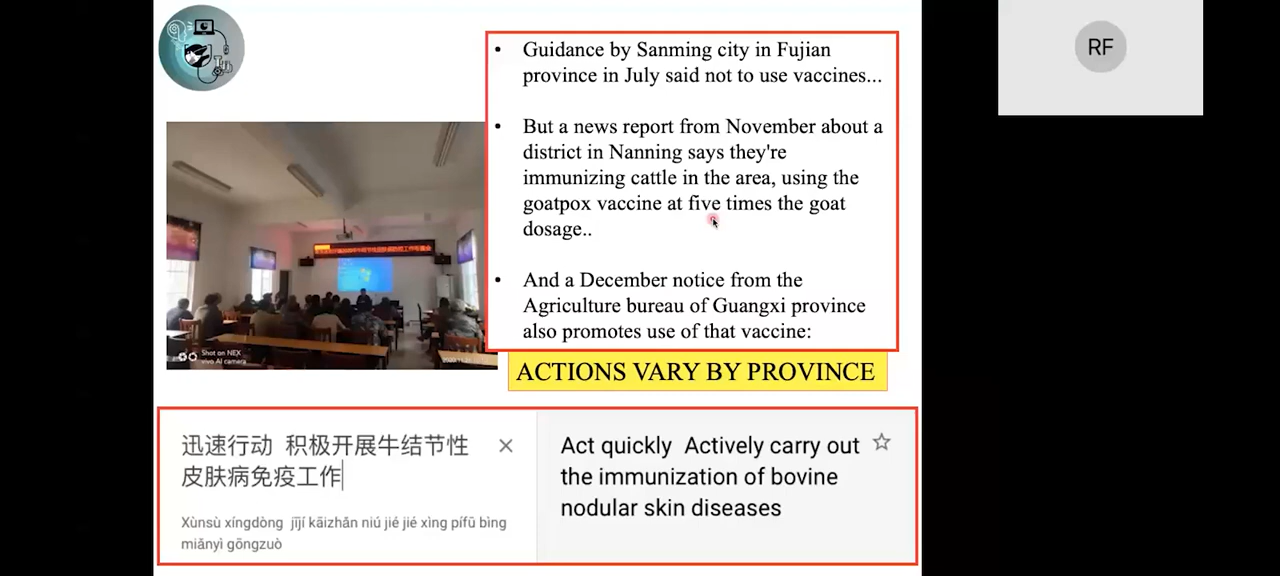 RF
• Guidance by Sanming city in Fujian
province in July said not to use vaccines...
• But a news report from November about a
district in Nanning says they're
immunizing cattle in the area, using the
goatpox vaccine at five times the goat
dosage..
• And a December notice from the
Agriculture bureau of Guangxi province
also promotes use of that vaccine:
Shot on NEX
vivo AI camera
ACTIONS VARY BY PROVINCE
迅速行动 积极开展牛结节性
皮肤病免疫工作
Xùnsù xíngdòng jījí kāizhǎn niú jié jié xìng pífū bìng
miǎnyì gōngzuò
Act quickly Actively carry out
the immunization of bovine
nodular skin diseases